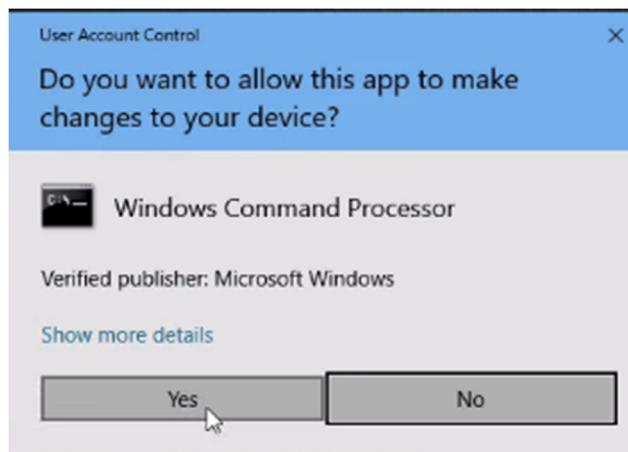 User Account Control
Do you want to allow this app to make
changes to your device?
C:\
Windows Command Processor
Verified publisher: Microsoft Windows
Show more details
Yes
No